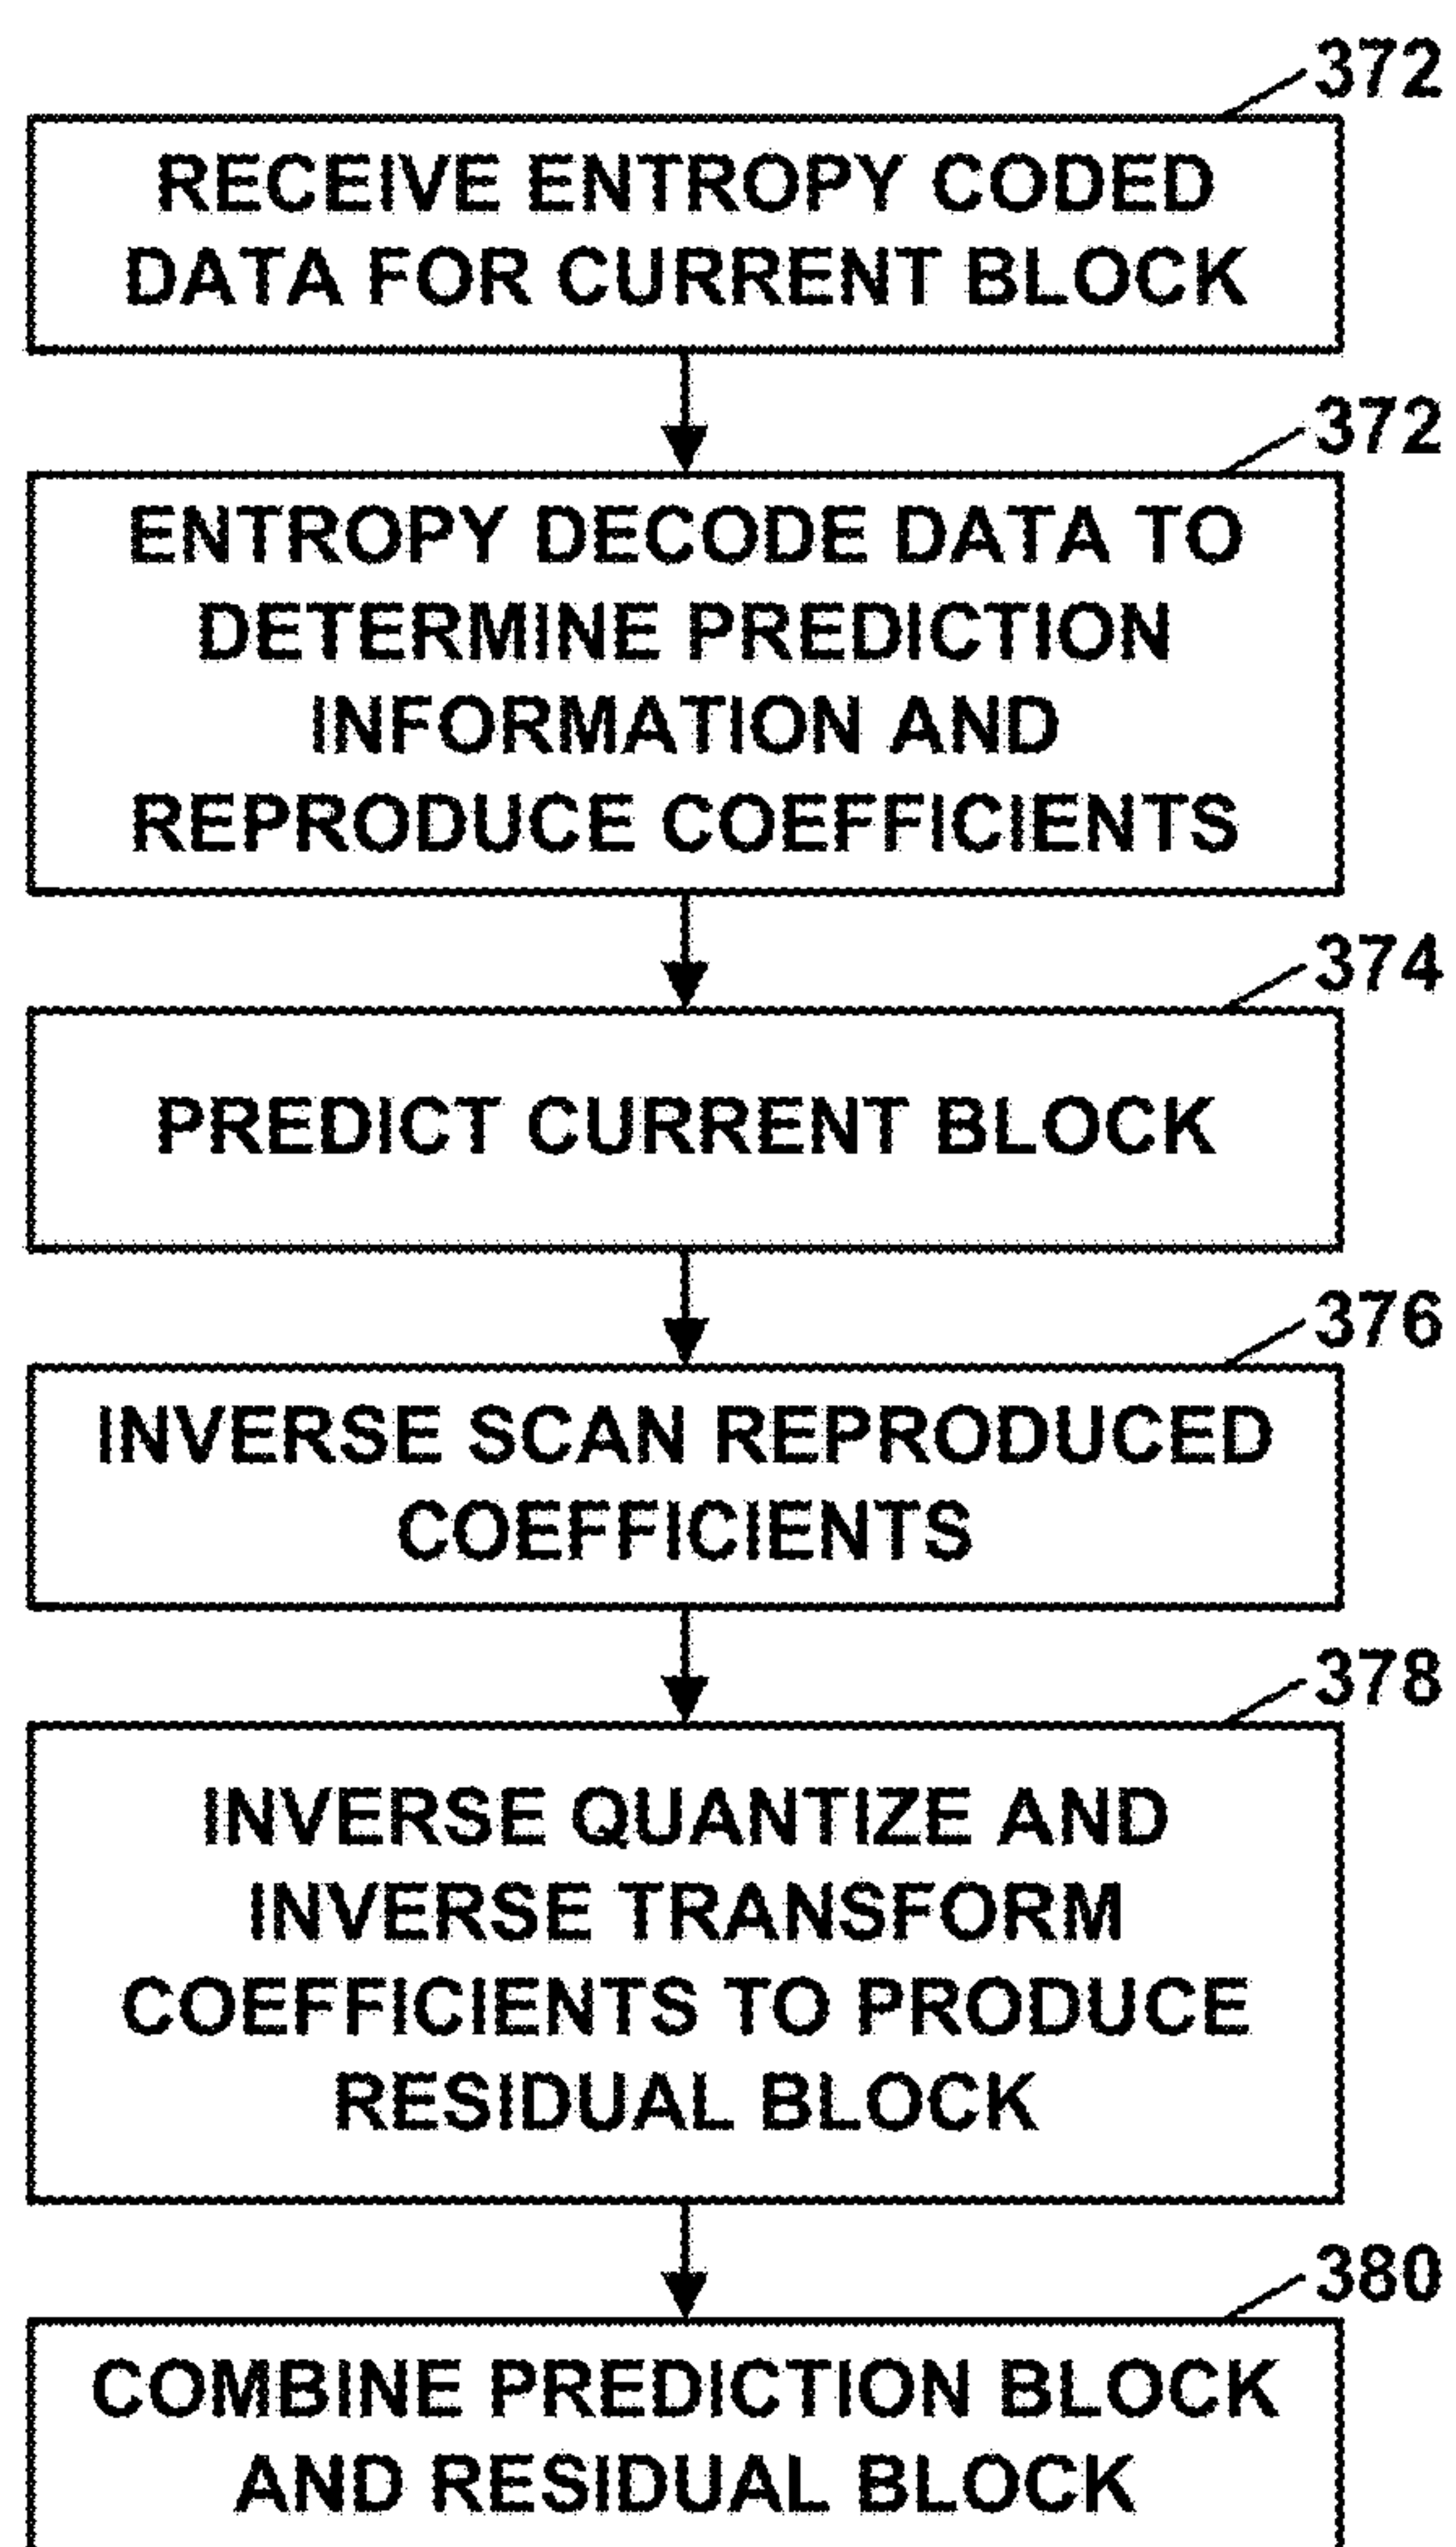 372
RECEIVE ENTROPY CODED
DATA FOR CURRENT BLOCK
372
ENTROPY DECODE DATA TO
DETERMINE PREDICTION
INFORMATION AND
REPRODUCE COEFFICIENTS
374
PREDICT CURRENT BLOCK
376
INVERSE SCAN REPRODUCED
COEFFICIENTS
378
INVERSE QUANTIZE AND
INVERSE TRANSFORM
COEFFICIENTS TO PRODUCE
RESIDUAL BLOCK
380
COMBINE PREDICTION BLOCK
AND RESIDUAL BLOCK